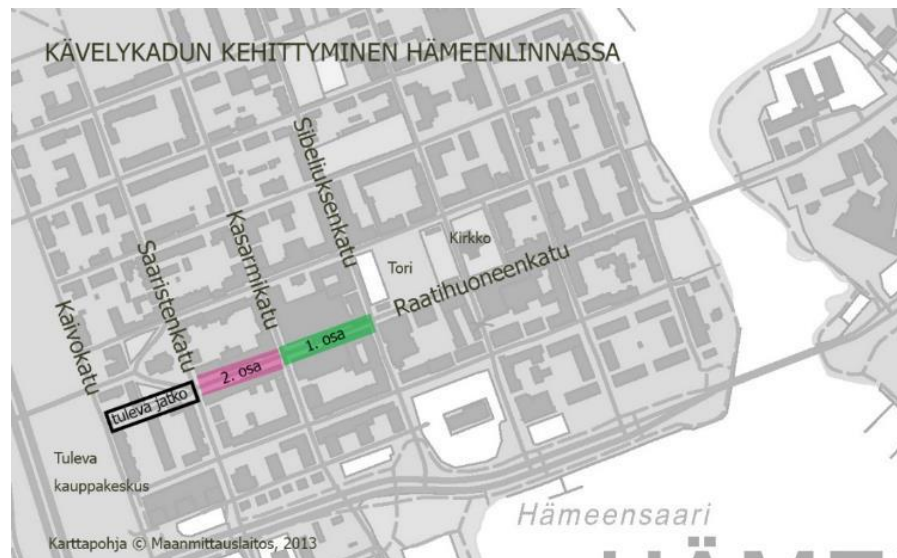 KÄVELYKADUN KEHITTYMINEN HÄMEENLINNASSA
Sibeliuksenkatu
Kasarmikatu
Saaristenkatu
Kaivokatu
Kirkko
Tori
Raatihuoneenkatu
1. osa
2. osa
tuleva jatko
Tuleva
kauppakeskus
Hämeensaari
Karttapohja © Maanmittauslaitos, 2013